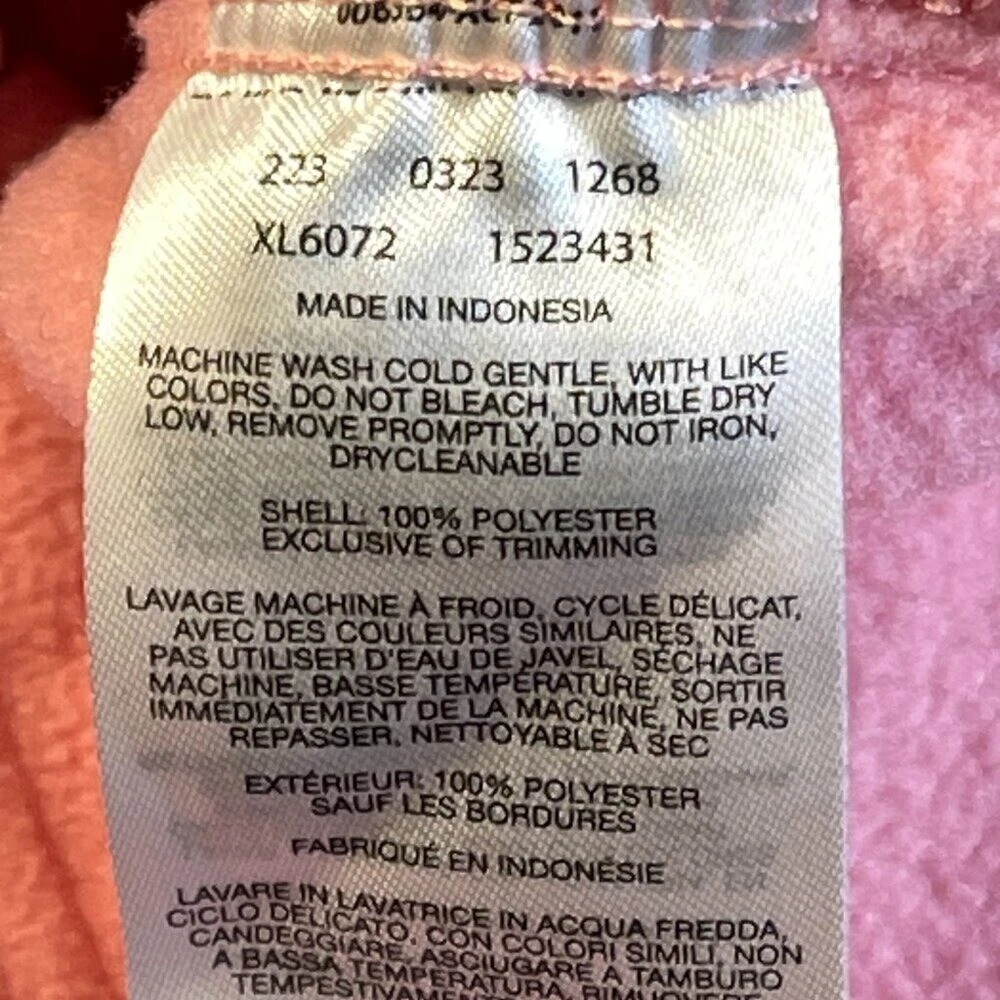 223 0323 1268
XL6072 1523431
MADE IN INDONESIA
MACHINE WASH COLD GENTLE, WITH LIKE
COLORS. DO NOT BLEACH, TUMBLE DRY
LOW, REMOVE PROMPTLY, DO NOT IRON,
DRYCLEANABLE
SHELL: 100% POLYESTER
EXCLUSIVE OF TRIMMING
LAVAGE MACHINE À FROID, CYCLE DÉLICAT,
AVEC DES COULEURS SIMILAIRES, NE
PAS UTILISER D'EAU DE JAVEL, SÉCHAGE
MACHINE, BASSE TEMPÉRATURE, SORTIR
IMMÉDIATEMENT DE LA MACHINE, NE PAS
REPASSER, NETTOYABLE À SEC
EXTÉRIEUR: 100% POLYESTER
SAUF LES BORDURES
FABRIQUÉ EN INDONÉSIE
LAVARE IN LAVATRICE IN ACQUA FREDDA,
CICLO DELICATO, CON COLORI SIMILI, NON
CANDEGGIARE, ASCIUGARE A TAMBURO
A BASSA TEMPERATURA, RIMUOVERE